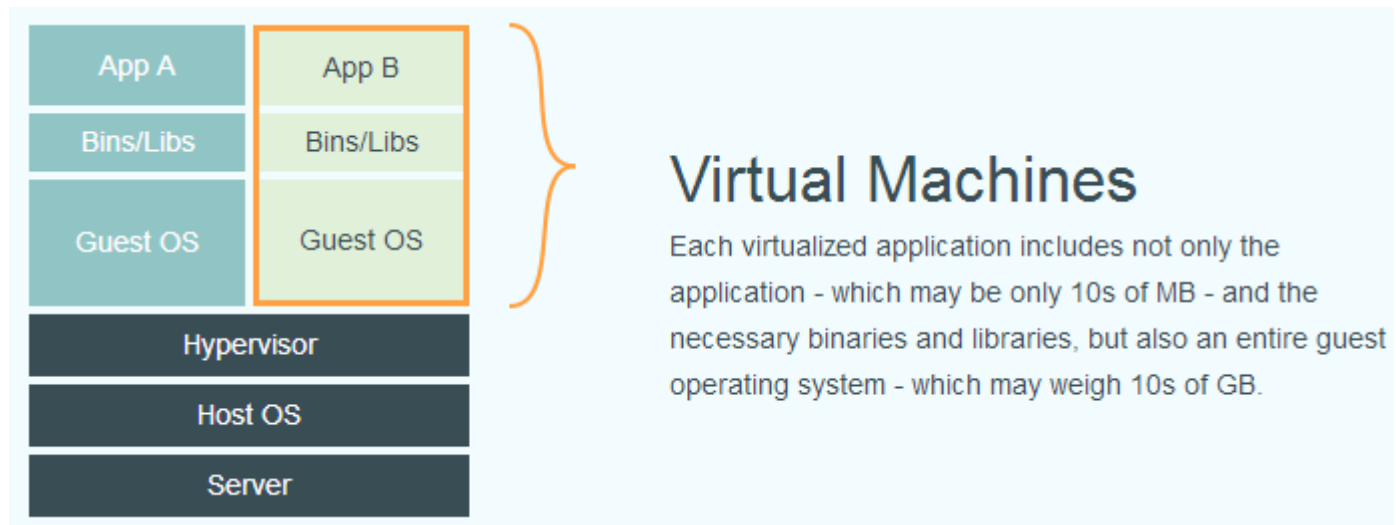 App A App B
Bins/Libs Bins/Libs
Guest OS Guest OS
Hypervisor
Host OS
Server
Virtual Machines
Each virtualized application includes not only the
application - which may be only 10s of MB - and the
necessary binaries and libraries, but also an entire guest
operating system - which may weigh 10s of GB.